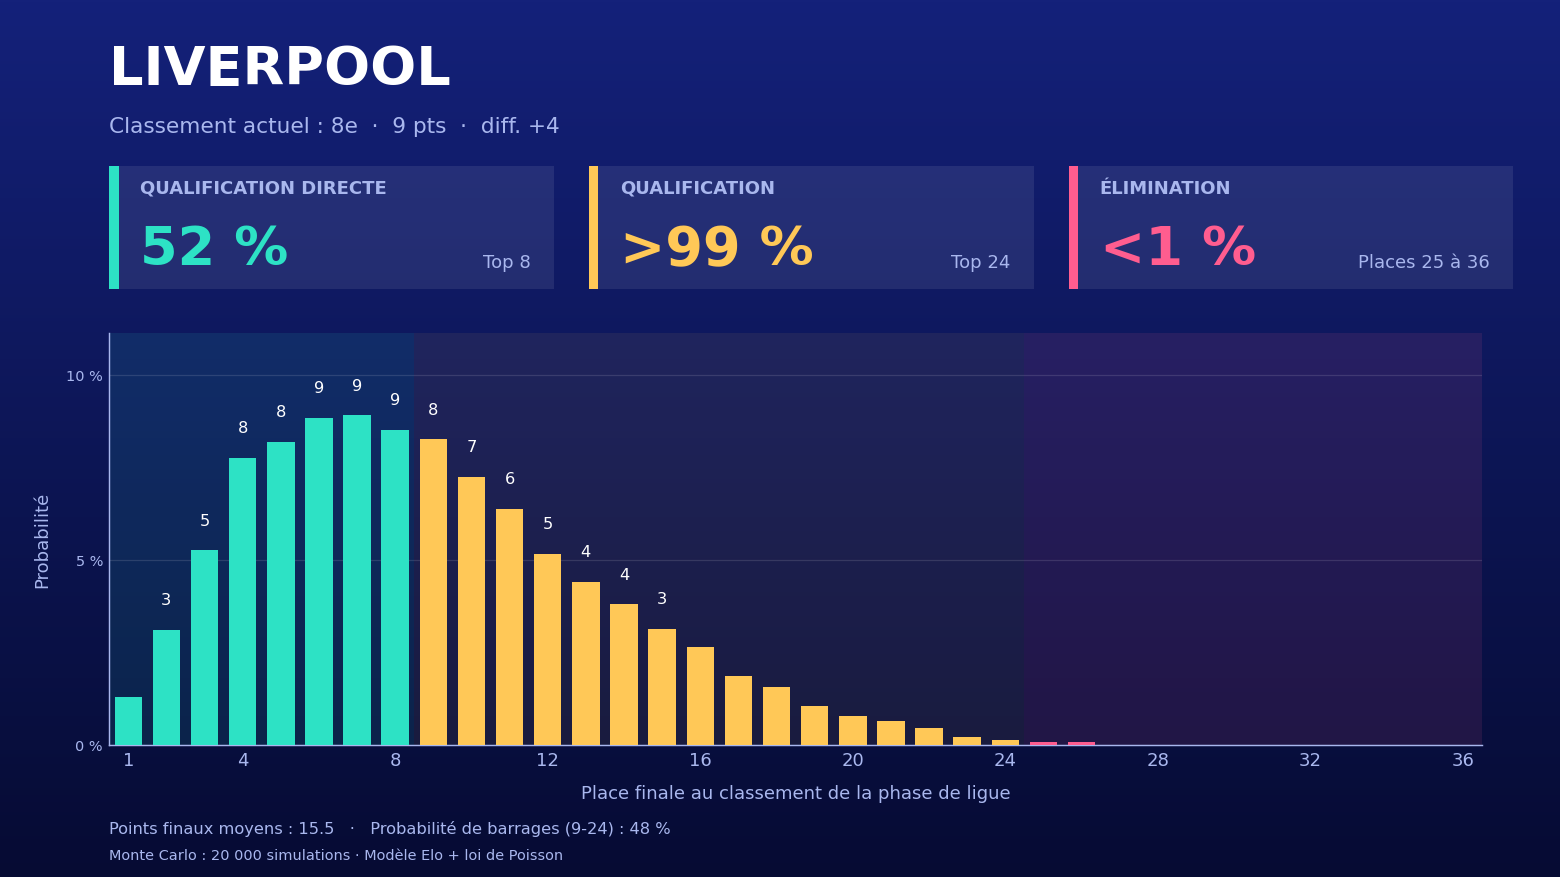 LIVERPOOL
Classement actuel : 8e · 9 pts · diff. +4
QUALIFICATION DIRECTE
52 %
Top 8
QUALIFICATION
>99 %
Top 24
ÉLIMINATION
<1 %
Places 25 à 36
Probabilité
10 %
5 %
0 %
3
5
8
8
9
9
9
8
7
6
5
4
4
3
1 4 8 12 16 20 24 28 32 36
Place finale au classement de la phase de ligue
Points finaux moyens : 15.5 · Probabilité de barrages (9-24) : 48 %
Monte Carlo : 20 000 simulations · Modèle Elo + loi de Poisson